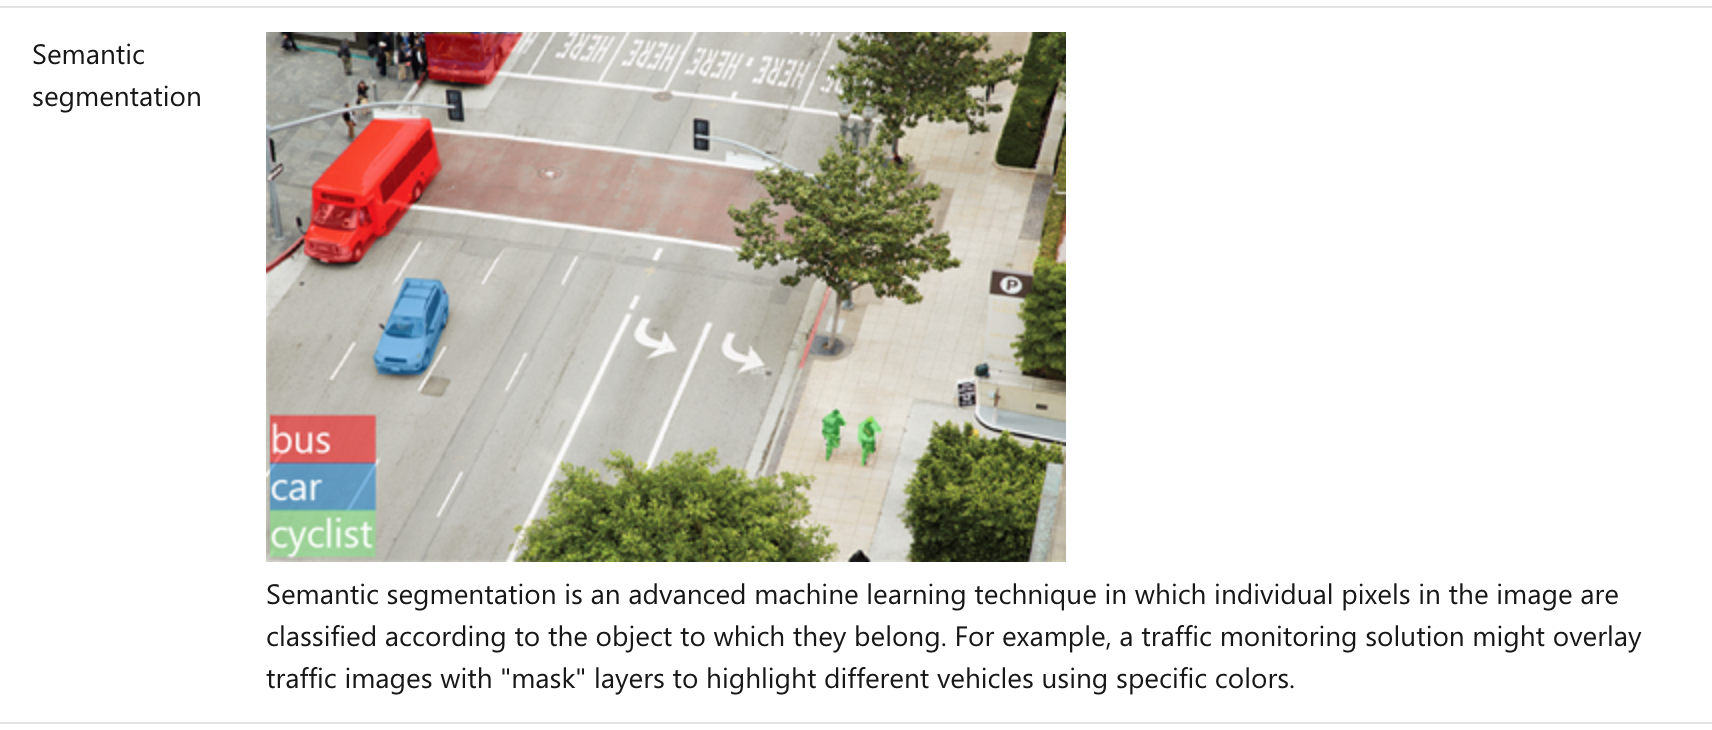 Semantic
segmentation
HERE HERE HERE HERE
P
bus
car
cyclist
Semantic segmentation is an advanced machine learning technique in which individual pixels in the image are
classified according to the object to which they belong. For example, a traffic monitoring solution might overlay
traffic images with "mask" layers to highlight different vehicles using specific colors.